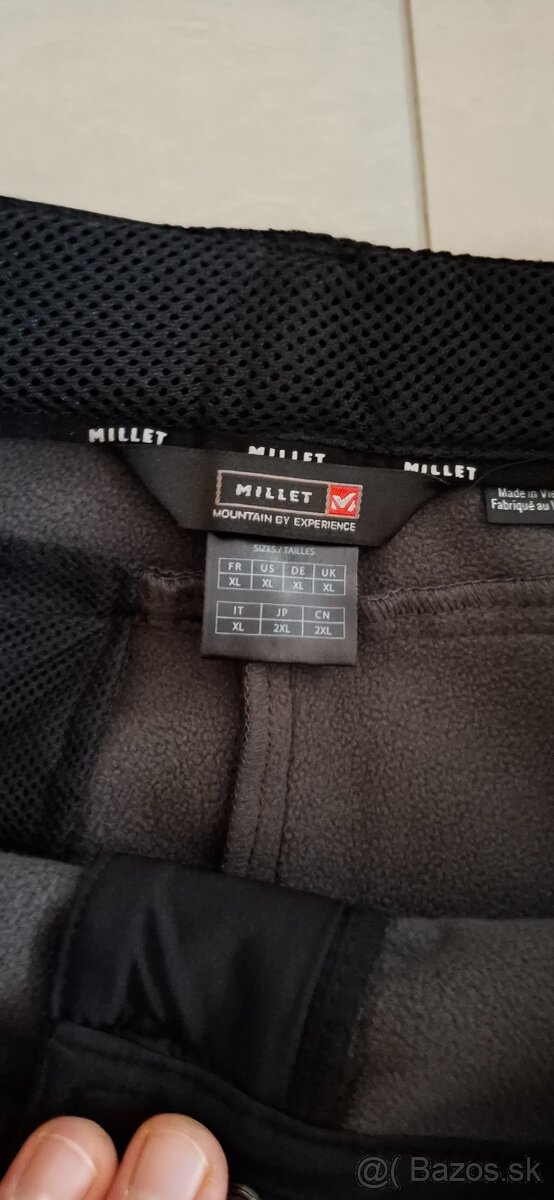 MILLET
MILLET
MILLET
MILLET
MOUNTAIN BY EXPERIENCE
Made in
Fabriqué au
SIZES / TAILLES
FR US DE UK
XL XL XL XL
IT JP CN
XL 2XL 2XL
@( Bazos.sk